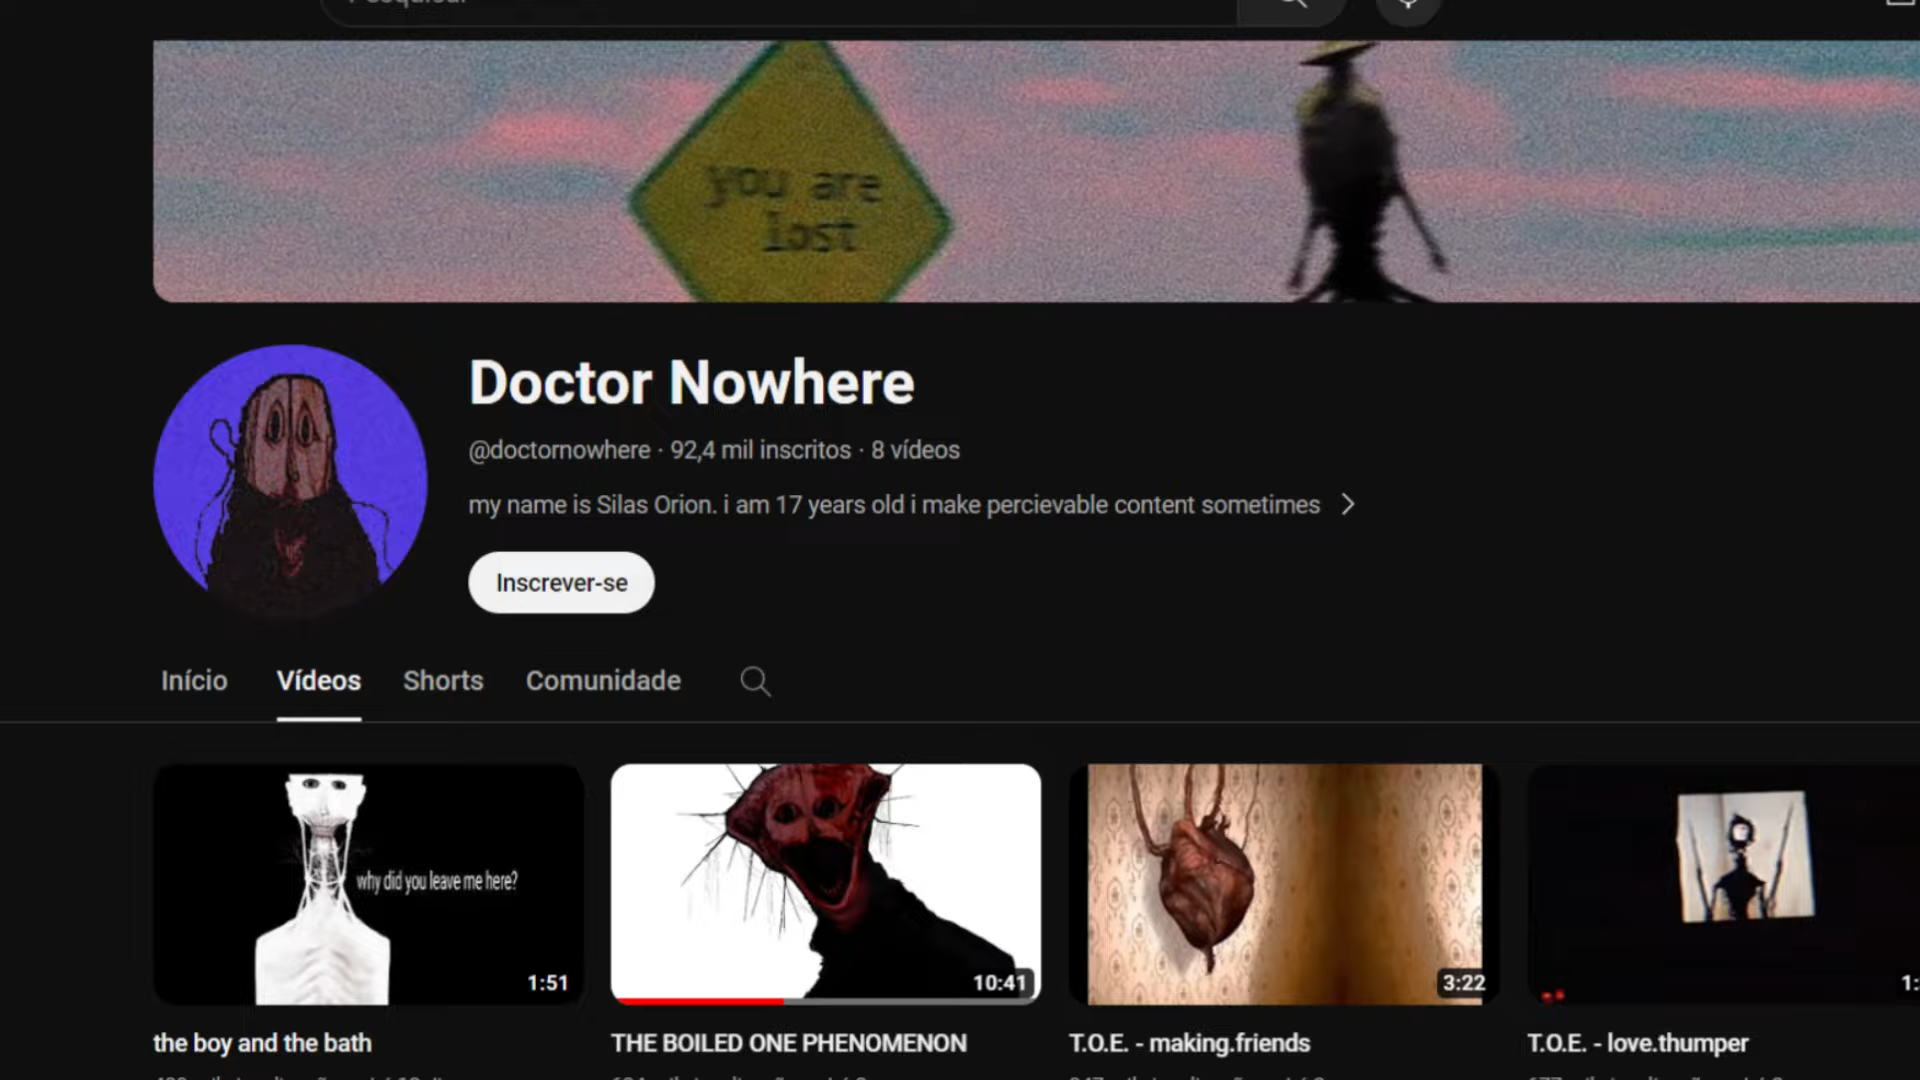 you are
lost
Doctor Nowhere
@doctornowhere · 92,4 mil inscritos · 8 vídeos
my name is Silas Orion. i am 17 years old i make percievable content sometimes
Inscrever-se
Início Vídeos Shorts Comunidade
why did you leave me here?
1:51
10:41
3:22
the boy and the bath
THE BOILED ONE PHENOMENON
T.O.E. - making.friends
T.O.E. - love.thumper